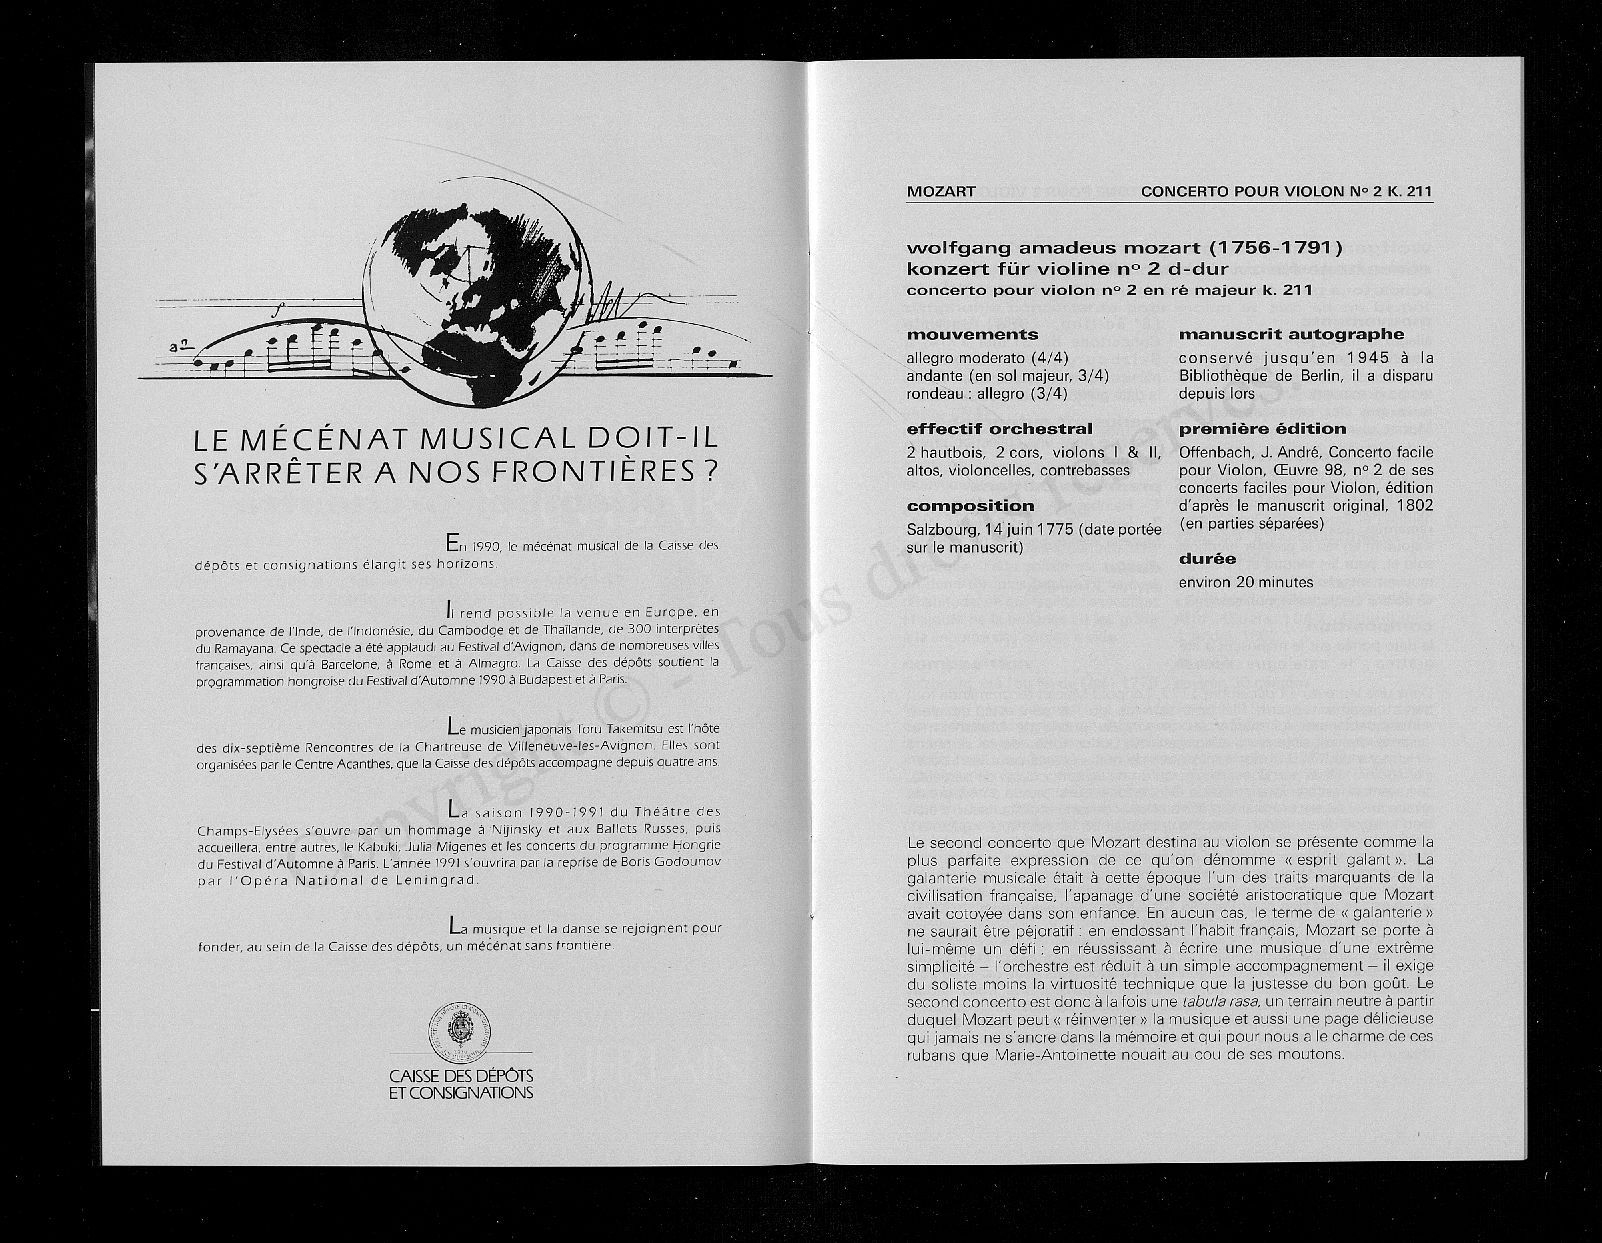 LE MÉCÉNAT MUSICAL DOIT-IL
S'ARRÊTER A NOS FRONTIÈRES ?
En 1990, le mécénat musical de la Caisse des
dépôts et consignations élargit ses horizons.
Il rend possible la venue en Europe, en
provenance de l'Inde, de l'Indonésie, du Cambodge et de Thaïlande, de 300 interprètes
du Ramayana. Ce spectacle a été applaudi au Festival d'Avignon, dans de nombreuses villes
françaises, ainsi qu'à Barcelone, à Rome et à Almagro. La Caisse des dépôts soutient la
programmation hongroise du Festival d'Automne 1990 à Budapest et à Paris.
Le musicien japonais Toru Takemitsu est l'hôte
des dix-septième Rencontres de la Chartreuse de Villeneuve-les-Avignon. Elles sont
organisées par le Centre Acanthes, que la Caisse des dépôts accompagne depuis quatre ans.
La saison 1990-1991 du Théâtre des
Champs-Elysées s'ouvre par un hommage à Nijinsky et aux Ballets Russes, puis
accueillera, entre autres, le Kabuki, Julia Migenes et les concerts du programme Hongrie
du Festival d'Automne à Paris. L'année 1991 s'ouvrira par la reprise de Boris Godounov
par l'Opéra National de Leningrad.
La musique et la danse se rejoignent pour
fonder, au sein de la Caisse des dépôts, un mécénat sans frontière.
CAISSE DES DÉPÔTS
ET CONSIGNATIONS
MOZART CONCERTO POUR VIOLON Nº 2 K. 211
wolfgang amadeus mozart (1756-1791)
konzert für violine nº 2 d-dur
concerto pour violon nº 2 en ré majeur k. 211
mouvements
allegro moderato (4/4)
andante (en sol majeur, 3/4)
rondeau : allegro (3/4)
effectif orchestral
2 hautbois, 2 cors, violons I & II,
altos, violoncelles, contrebasses
composition
Salzbourg, 14 juin 1775 (date portée
sur le manuscrit)
manuscrit autographe
conservé jusqu'en 1945 à la
Bibliothèque de Berlin, il a disparu
depuis lors
première édition
Offenbach, J. André, Concerto facile
pour Violon, Œuvre 98, nº 2 de ses
concerts faciles pour Violon, édition
d'après le manuscrit original, 1802
(en parties séparées)
durée
environ 20 minutes
Le second concerto que Mozart destina au violon se présente comme la
plus parfaite expression de ce qu'on dénomme « esprit galant ». La
galanterie musicale était à cette époque l'un des traits marquants de la
civilisation française, l'apanage d'une société aristocratique que Mozart
avait cotoyée dans son enfance. En aucun cas, le terme de « galanterie »
ne saurait être péjoratif : en endossant l'habit français, Mozart se porte à
lui-même un défi : en réussissant à écrire une musique d'une extrême
simplicité – l'orchestre est réduit à un simple accompagnement – il exige
du soliste moins la virtuosité technique que la justesse du bon goût. Le
second concerto est donc à la fois une tabula rasa, un terrain neutre à partir
duquel Mozart peut « réinventer » la musique et aussi une page délicieuse
qui jamais ne s'ancre dans la mémoire et qui pour nous a le charme de ces
rubans que Marie-Antoinette nouait au cou de ses moutons.
pyright © - Tous droits réservés